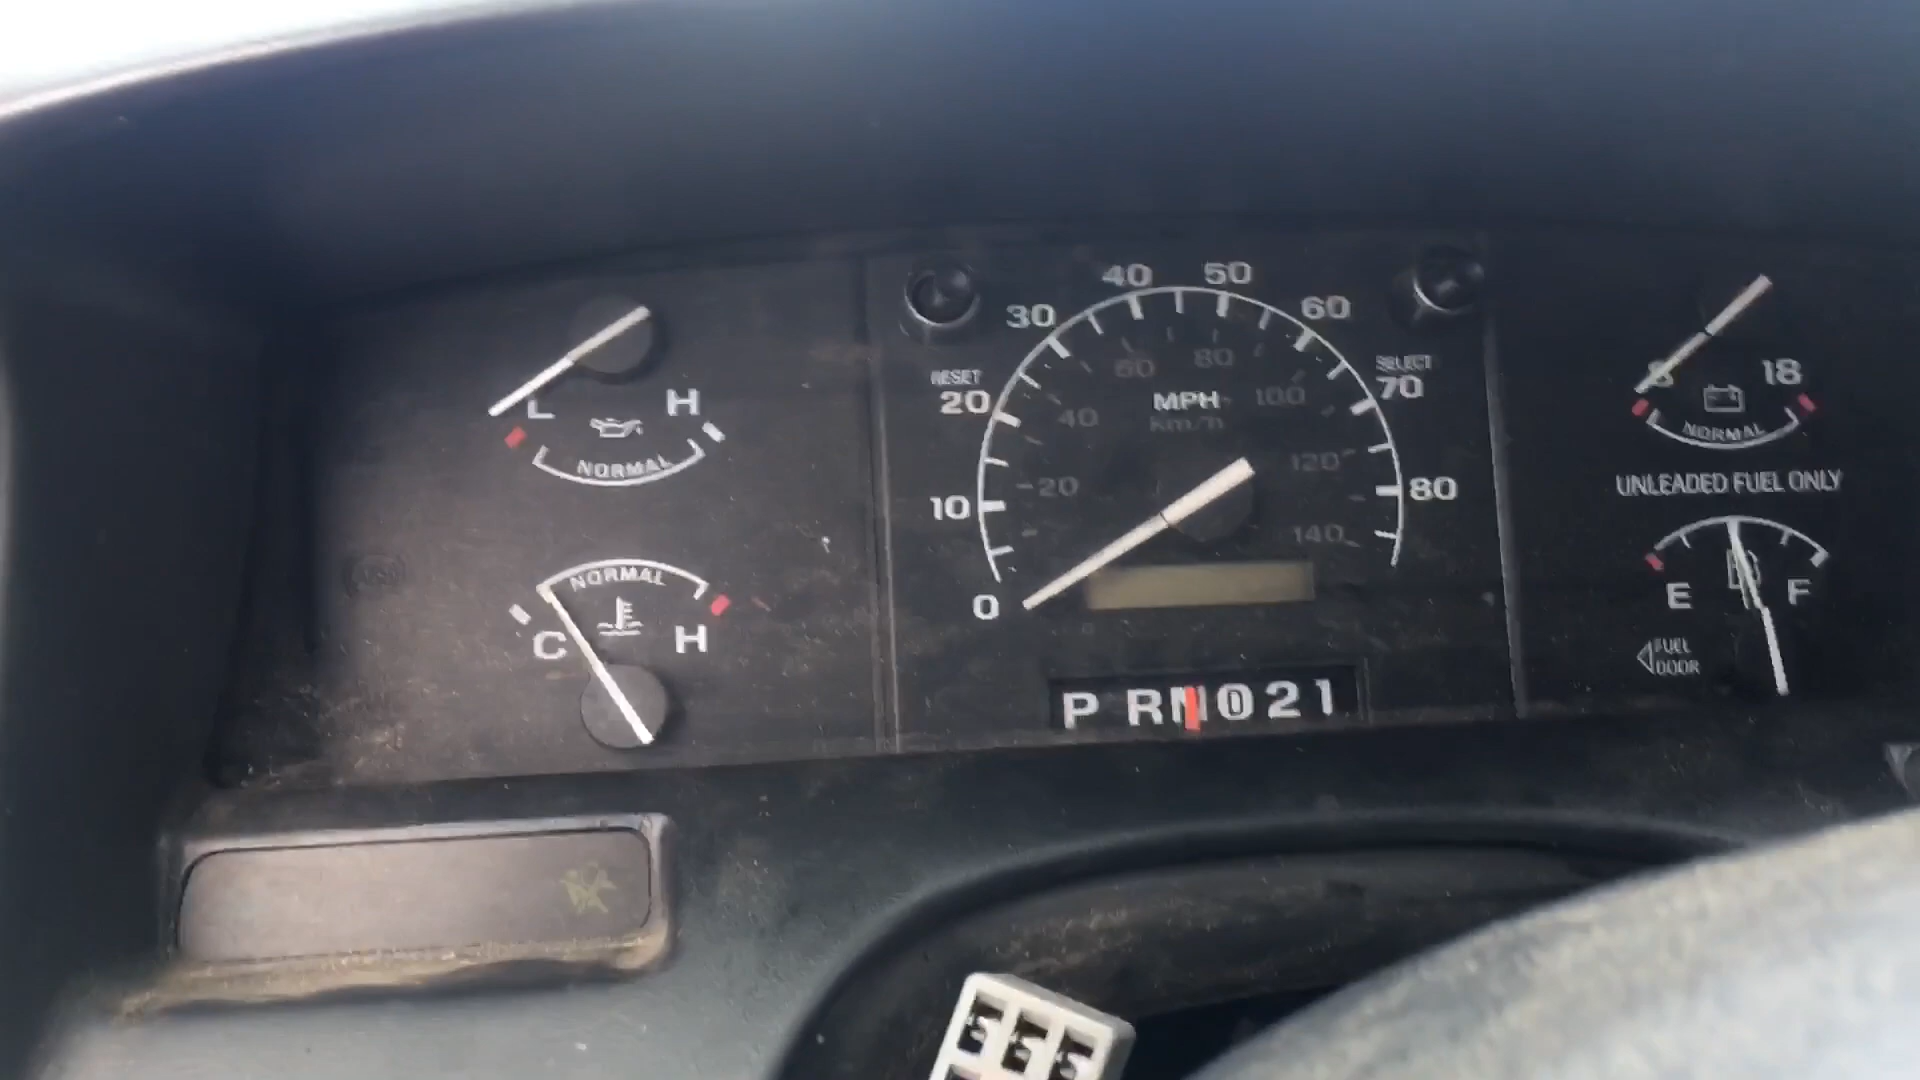 L H
NORMAL
NORMAL
C H
RESET
SELECT
0 10 20 30 40 50 60 70 80
20 40 60 80 100 120 140
MPH
km/h
P R N D 2 1
8 18
NORMAL
UNLEADED FUEL ONLY
E F
FUEL
DOOR